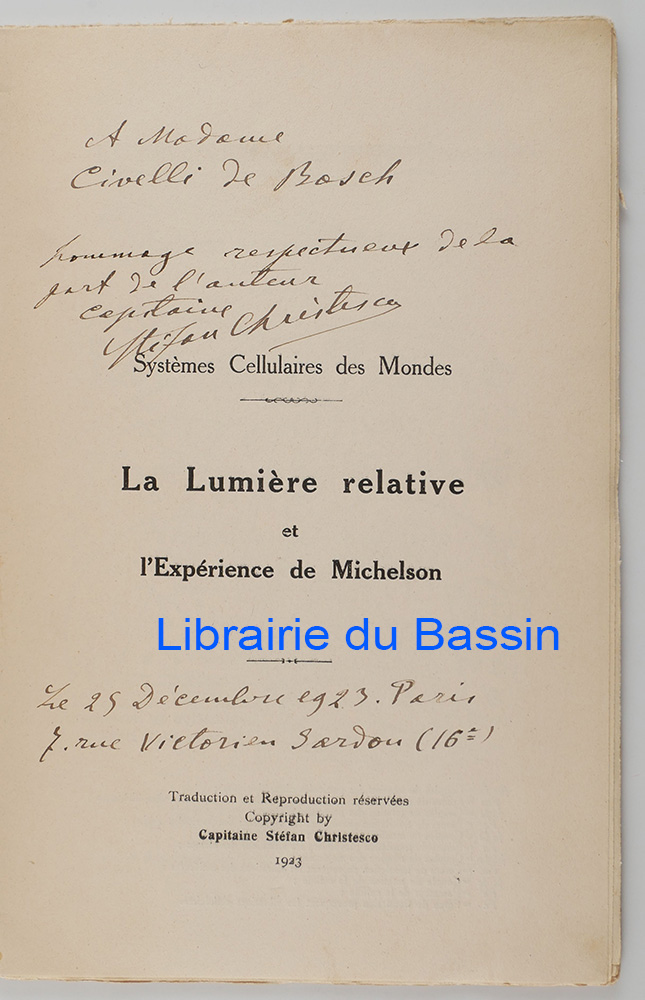 A Madame
Civelli de Bosch
hommage respectueux de la
part de l'auteur
capitaine
Stéfan Christesco
Systèmes Cellulaires des Mondes
La Lumière relative
et
l'Expérience de Michelson
Librairie du Bassin
Le 25 Décembre 1923. Paris
7. rue Victorien Sardou (16e)
Traduction et Reproduction réservées
Copyright by
Capitaine Stéfan Christesco
1923